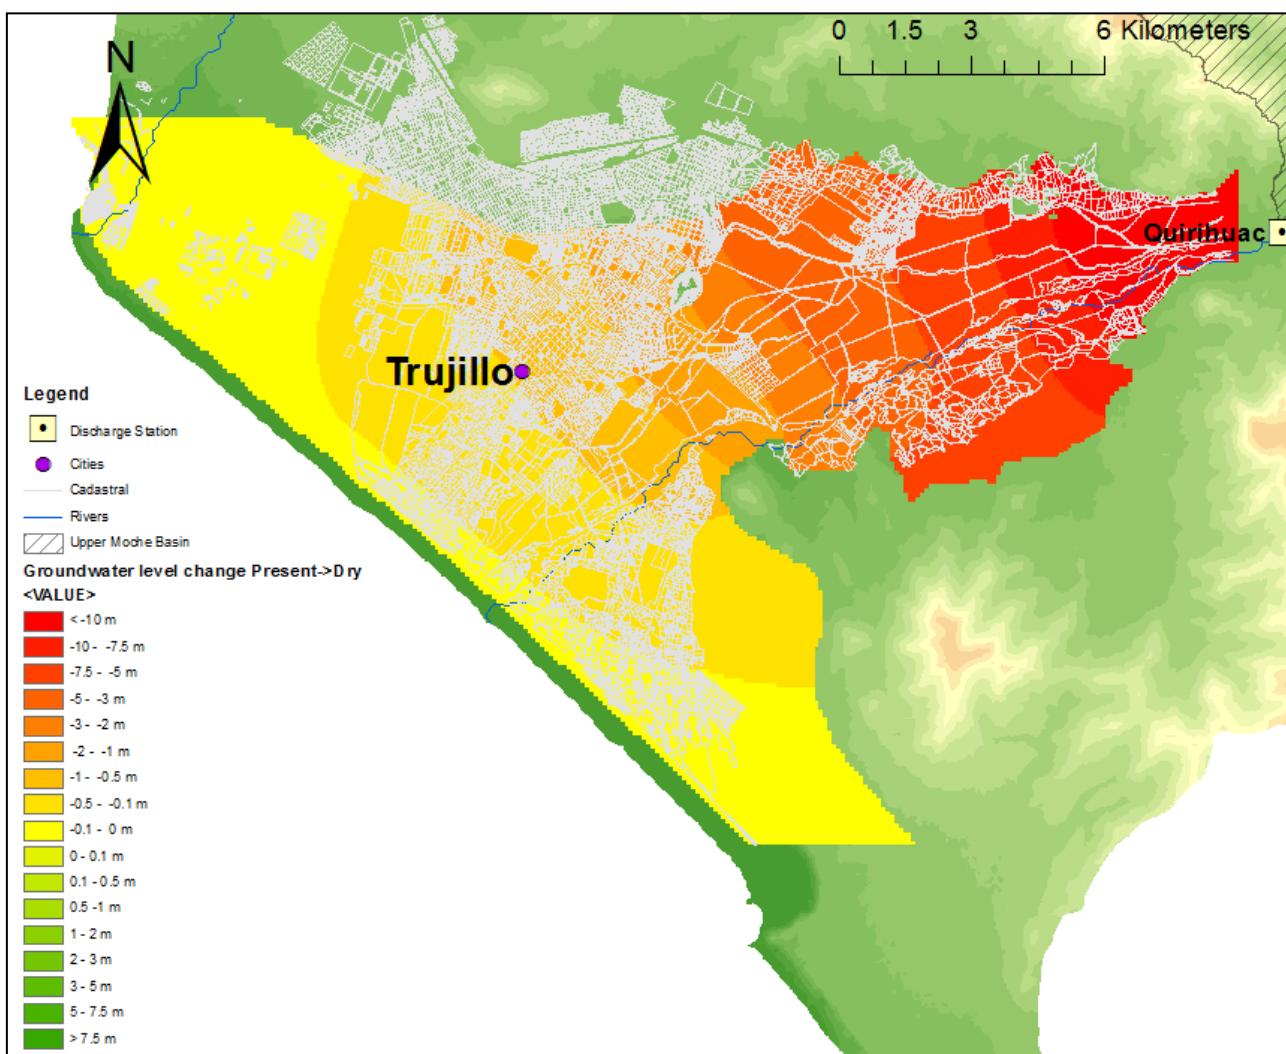 0 1.5 3 6 Kilometers
N
Quirihuac
Trujillo
Legend
Discharge Station
Cities
Cadastral
Rivers
Upper Moche Basin
Groundwater level change Present->Dry
<VALUE>
< -10 m
-10 - -7.5 m
-7.5 - -5 m
-5 - -3 m
-3 - -2 m
-2 - -1 m
-1 - -0.5 m
-0.5 - -0.1 m
-0.1 - 0 m
0 - 0.1 m
0.1 - 0.5 m
0.5 - 1 m
1 - 2 m
2 - 3 m
3 - 5 m
5 - 7.5 m
> 7.5 m